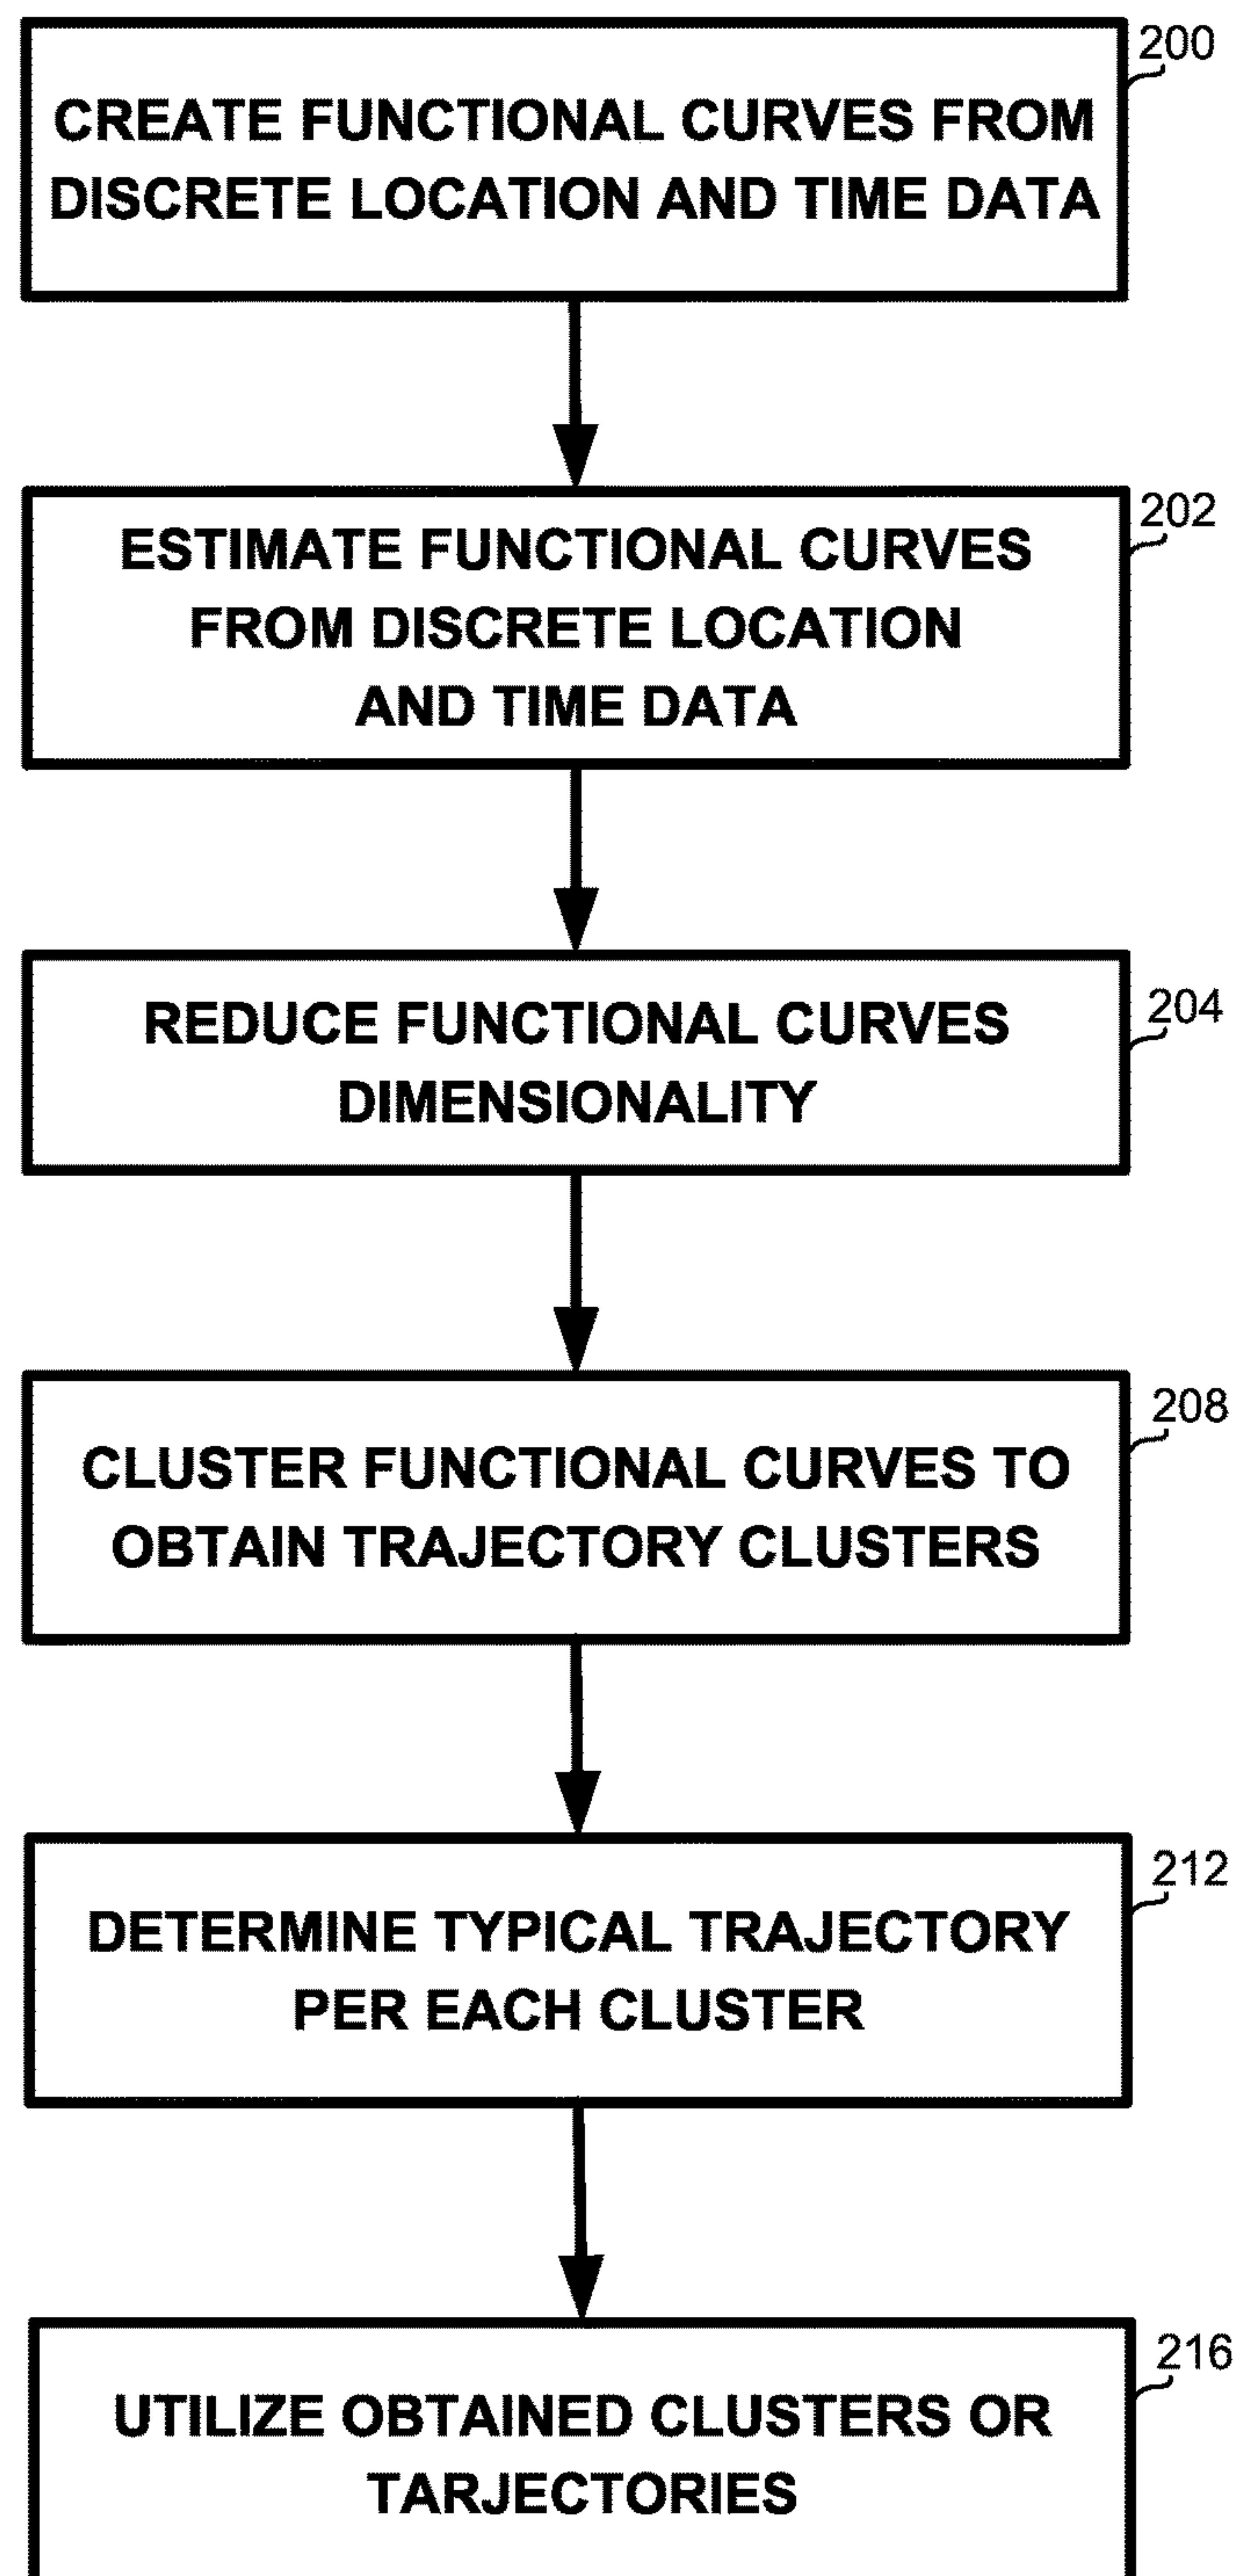 200
CREATE FUNCTIONAL CURVES FROM
DISCRETE LOCATION AND TIME DATA
202
ESTIMATE FUNCTIONAL CURVES
FROM DISCRETE LOCATION
AND TIME DATA
204
REDUCE FUNCTIONAL CURVES
DIMENSIONALITY
208
CLUSTER FUNCTIONAL CURVES TO
OBTAIN TRAJECTORY CLUSTERS
212
DETERMINE TYPICAL TRAJECTORY
PER EACH CLUSTER
216
UTILIZE OBTAINED CLUSTERS OR
TARJECTORIES